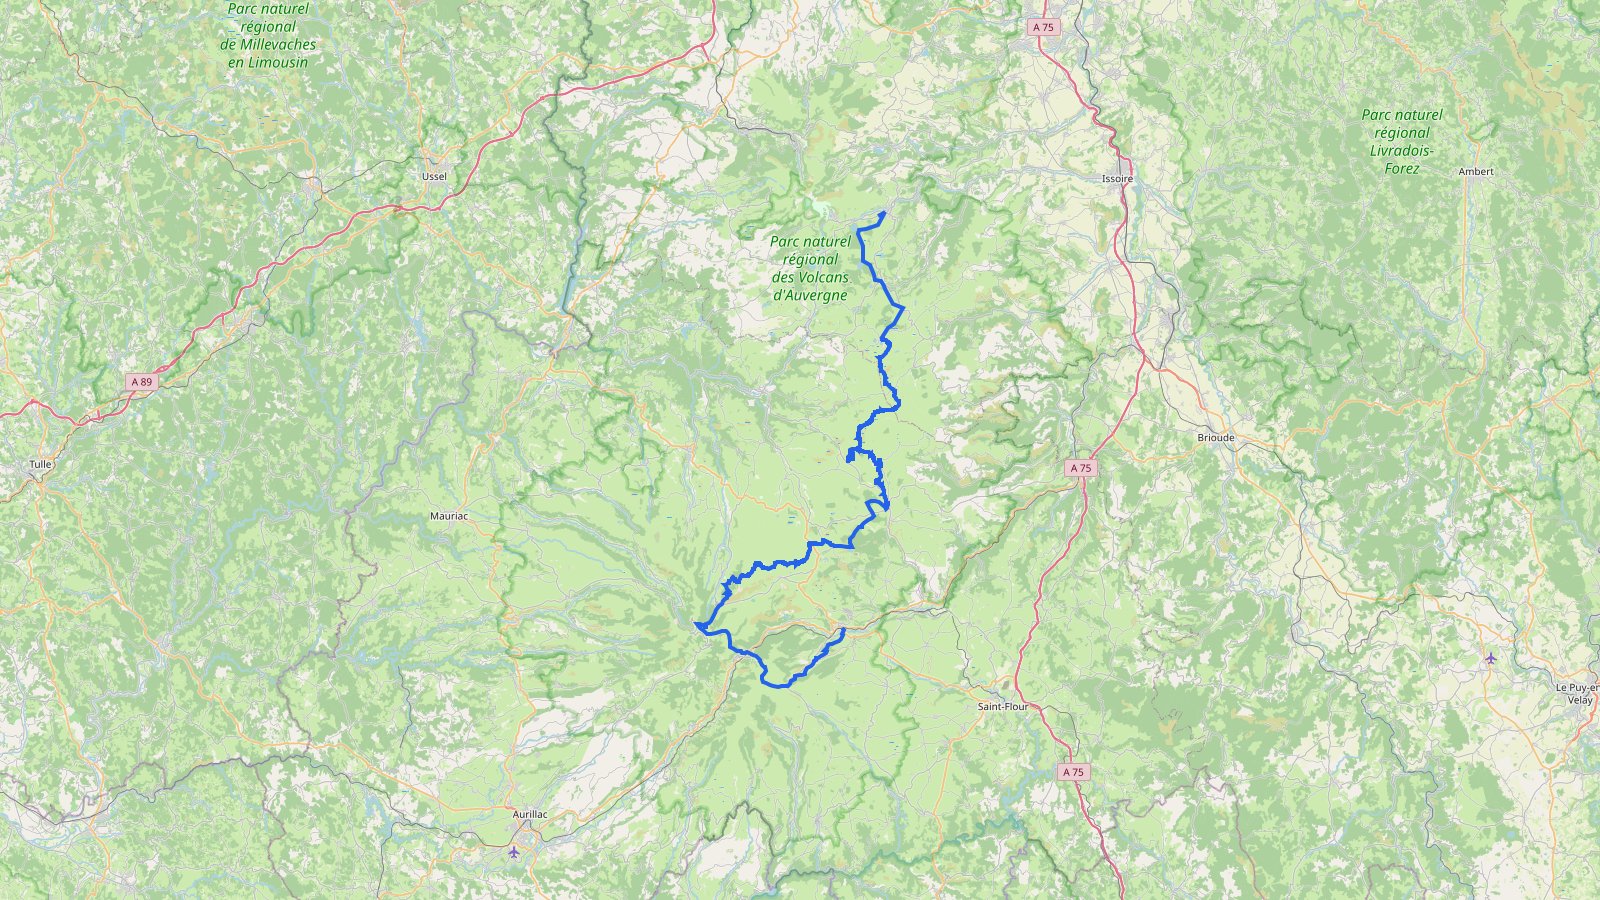 Parc naturel
régional
de Millevaches
en Limousin
A 75
Parc naturel
régional
Livradois-
Forez
Ussel
Issoire
Ambert
Parc naturel
régional
des Volcans
d'Auvergne
A 89
Tulle
Brioude
A 75
Mauriac
Le Puy-en-
Velay
Saint-Flour
A 75
Aurillac